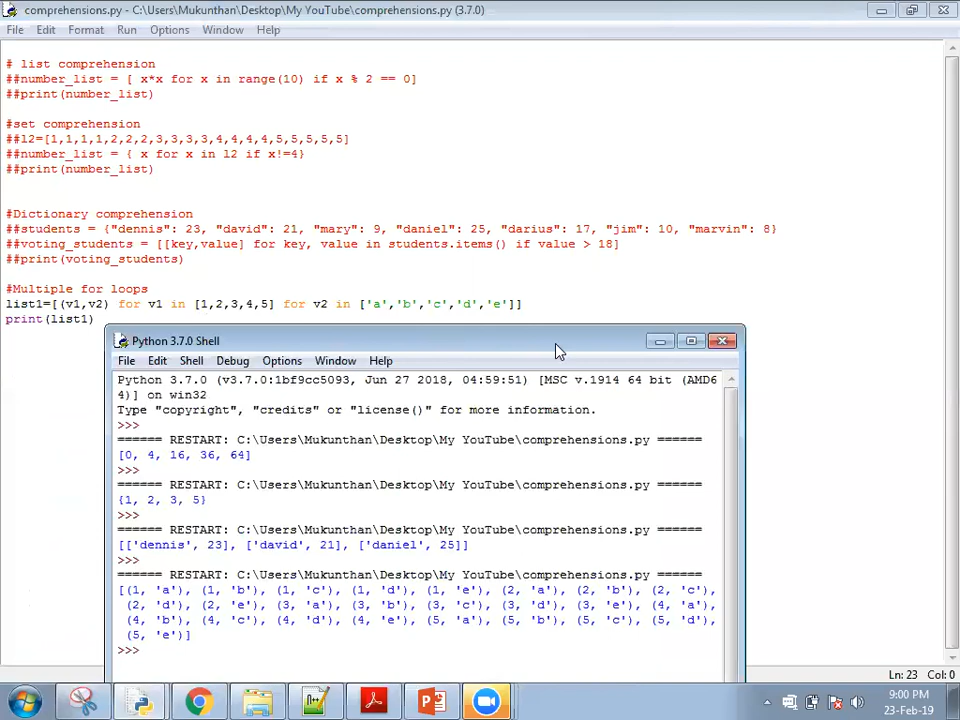 comprehensions.py - C:\Users\Mukunthan\Desktop\My YouTube\comprehensions.py (3.7.0)
File Edit Format Run Options Window Help
# list comprehension
##number_list = [ x*x for x in range(10) if x % 2 == 0]
##print(number_list)
#set comprehension
##l2=[1,1,1,1,2,2,2,3,3,3,3,4,4,4,4,5,5,5,5,5]
##number_list = { x for x in l2 if x!=4}
##print(number_list)
#Dictionary comprehension
##students = {"dennis": 23, "david": 21, "mary": 9, "daniel": 25, "darius": 17, "jim": 10, "marvin": 8}
##voting_students = [[key,value] for key, value in students.items() if value > 18]
##print(voting_students)
#Multiple for loops
list1=[(v1,v2) for v1 in [1,2,3,4,5] for v2 in ['a','b','c','d','e']]
print(list1)
Python 3.7.0 Shell
File Edit Shell Debug Options Window Help
Python 3.7.0 (v3.7.0:1bf9cc5093, Jun 27 2018, 04:59:51) [MSC v.1914 64 bit (AMD6
4)] on win32
Type "copyright", "credits" or "license()" for more information.
>>>
====== RESTART: C:\Users\Mukunthan\Desktop\My YouTube\comprehensions.py ======
[0, 4, 16, 36, 64]
>>>
====== RESTART: C:\Users\Mukunthan\Desktop\My YouTube\comprehensions.py ======
{1, 2, 3, 5}
>>>
====== RESTART: C:\Users\Mukunthan\Desktop\My YouTube\comprehensions.py ======
[['dennis', 23], ['david', 21], ['daniel', 25]]
>>>
====== RESTART: C:\Users\Mukunthan\Desktop\My YouTube\comprehensions.py ======
[(1, 'a'), (1, 'b'), (1, 'c'), (1, 'd'), (1, 'e'), (2, 'a'), (2, 'b'), (2, 'c'),
(2, 'd'), (2, 'e'), (3, 'a'), (3, 'b'), (3, 'c'), (3, 'd'), (3, 'e'), (4, 'a'),
(4, 'b'), (4, 'c'), (4, 'd'), (4, 'e'), (5, 'a'), (5, 'b'), (5, 'c'), (5, 'd'),
(5, 'e')]
>>>
Ln: 23 Col: 0
9:00 PM
23-Feb-19